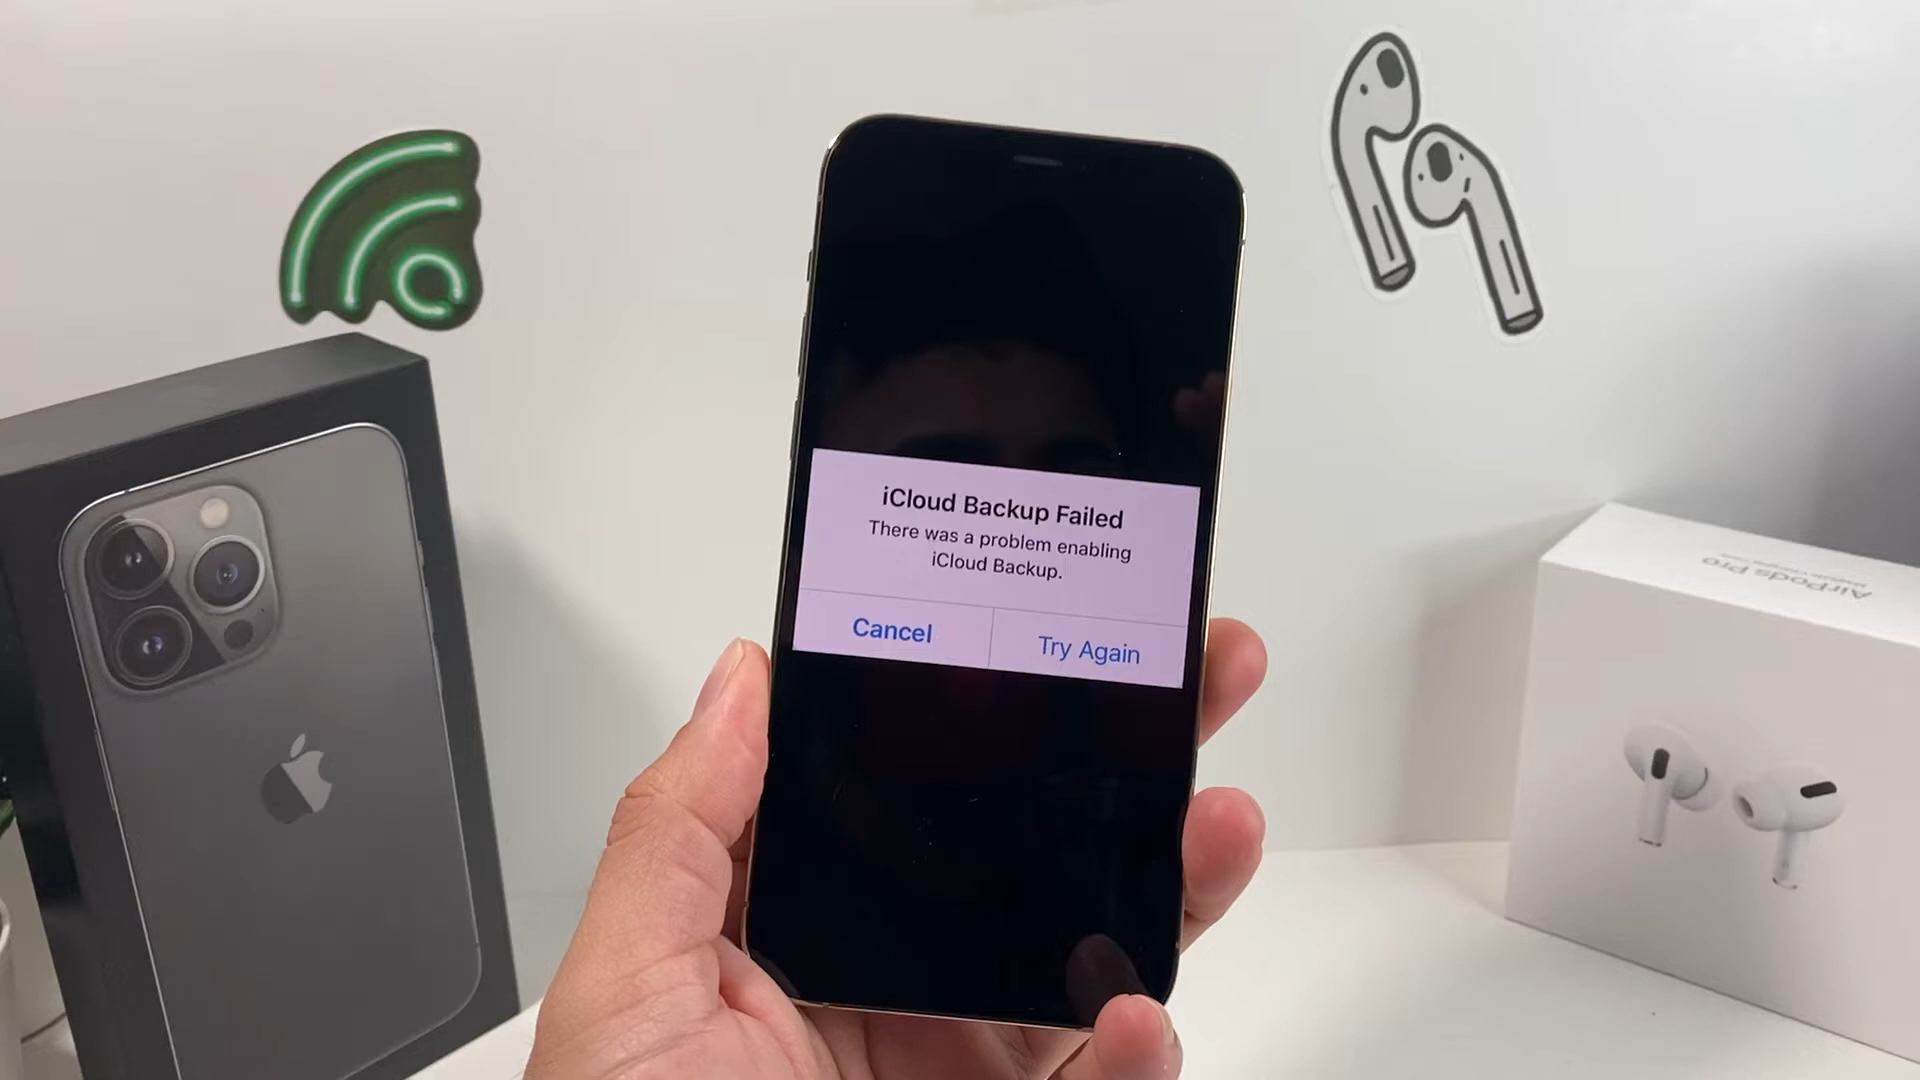 iCloud Backup Failed
There was a problem enabling
iCloud Backup.
Cancel
Try Again
AirPods Pro